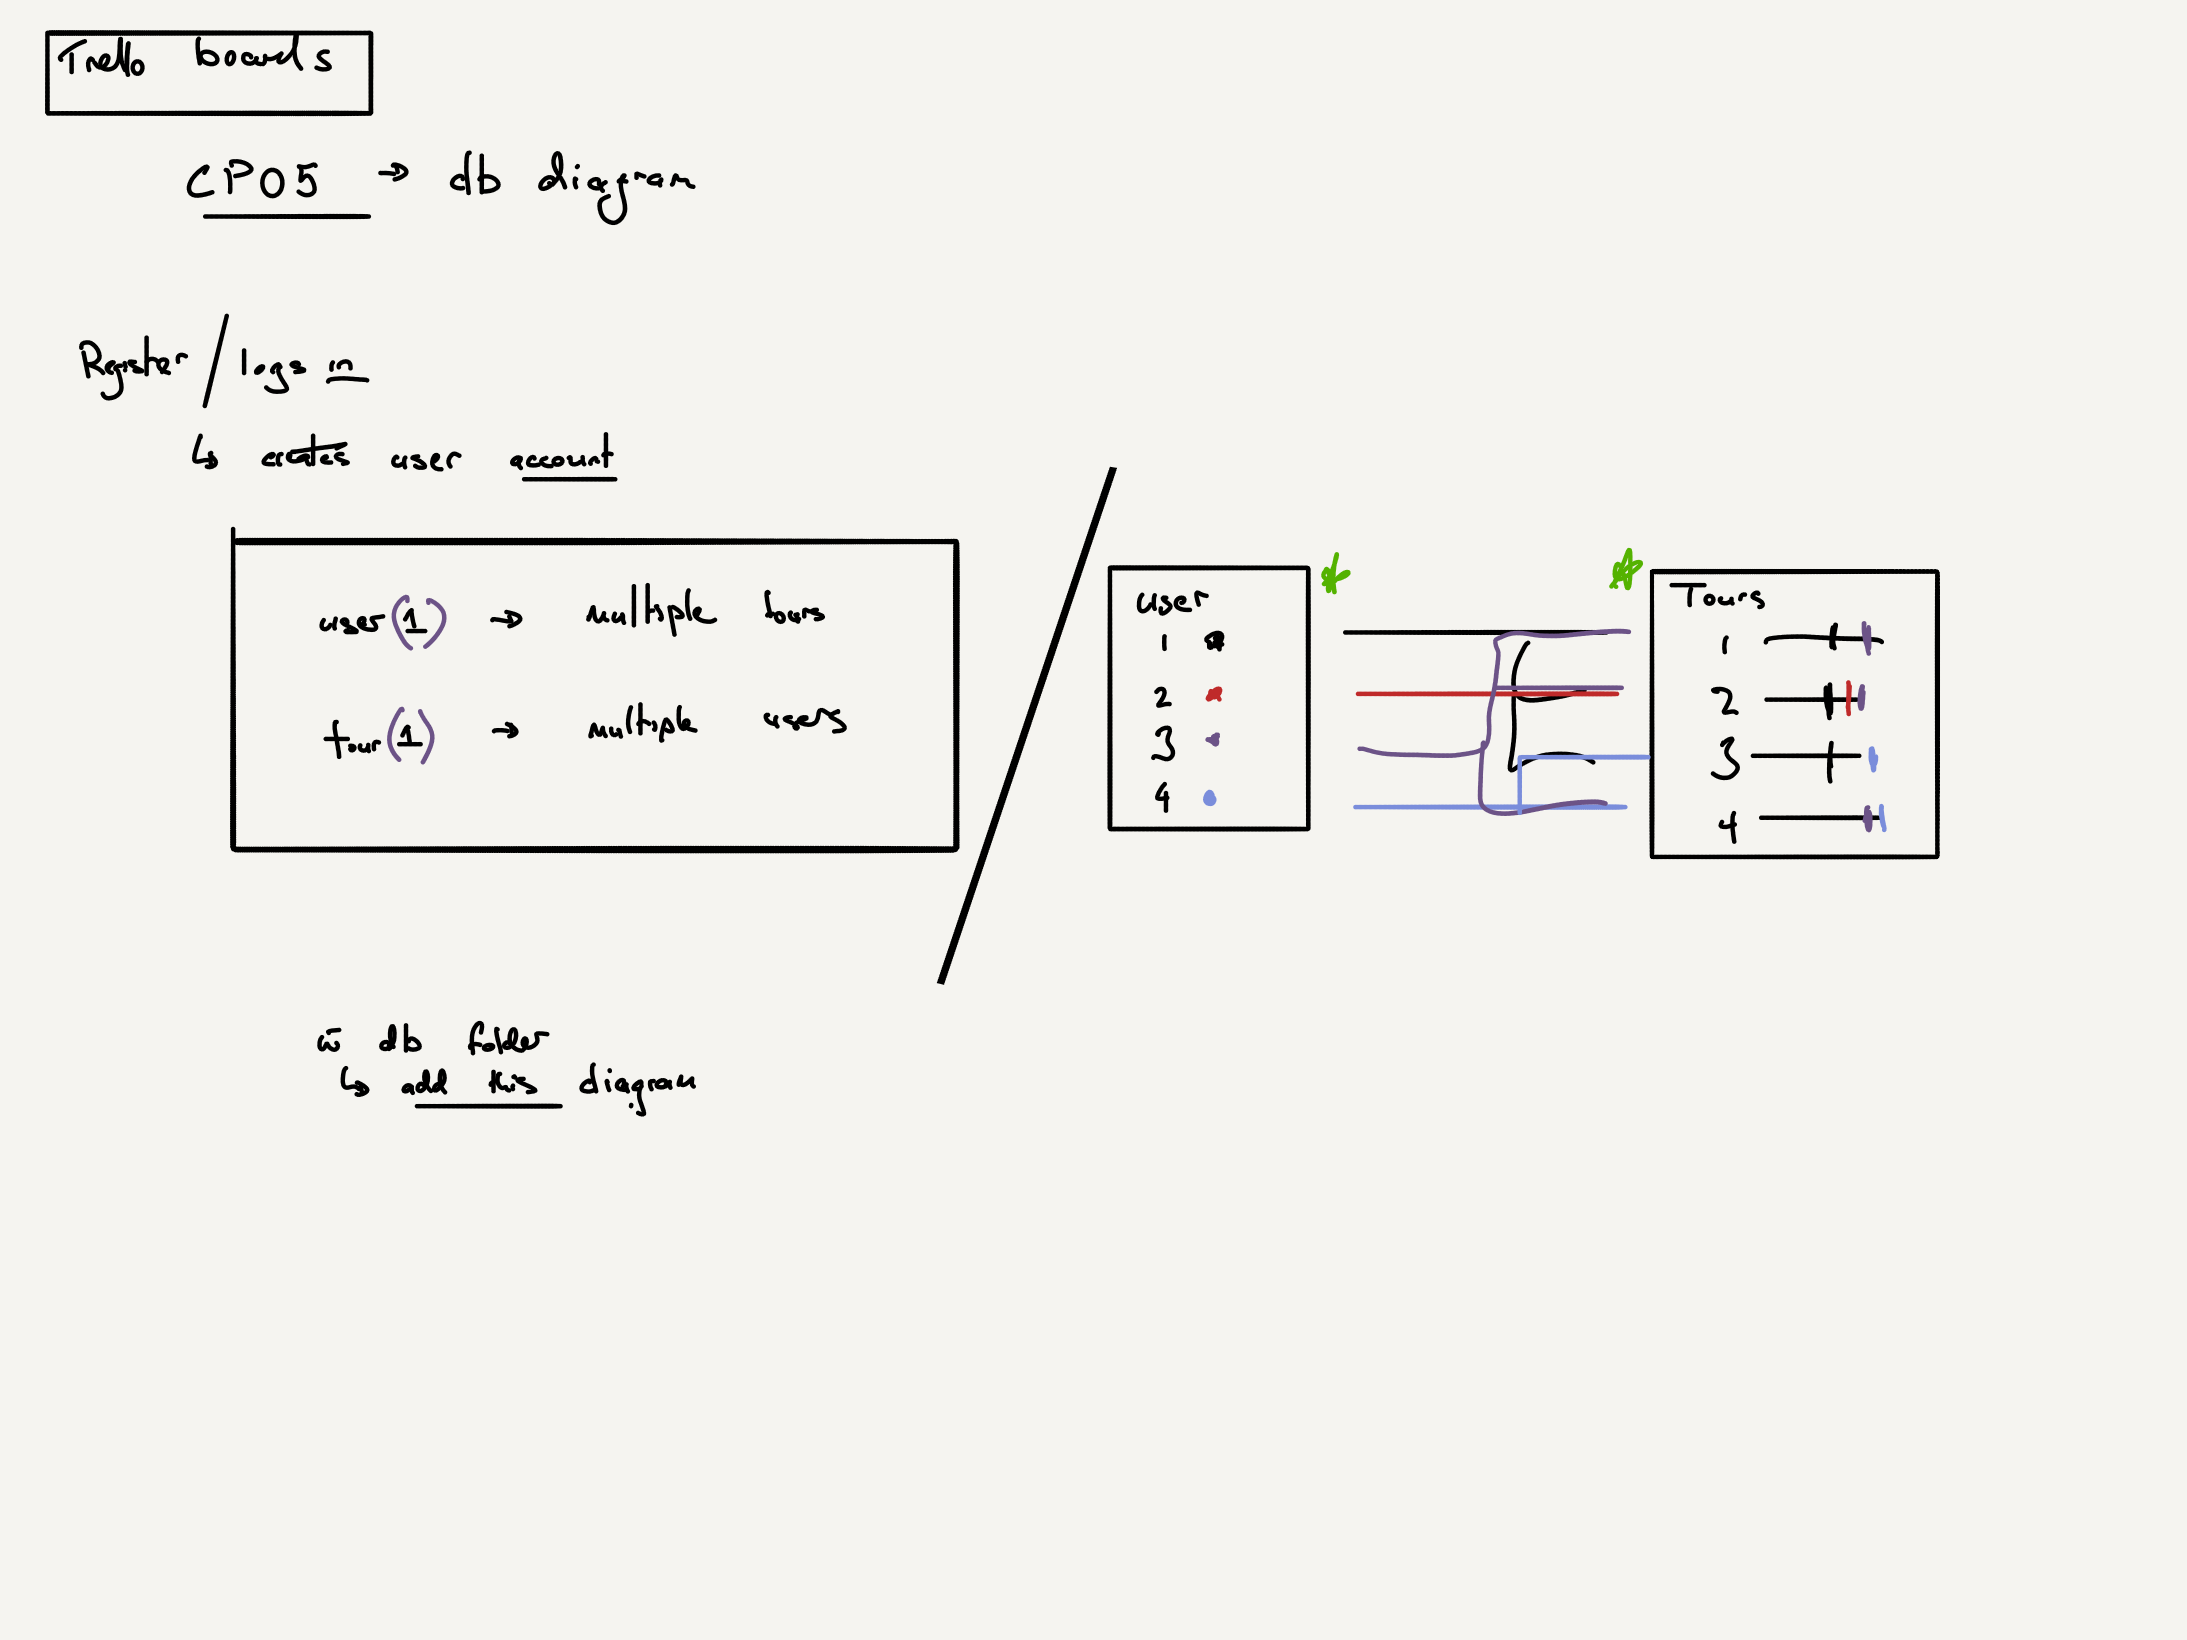 Trello boards
CP05 → db diagram
Register / logs in
↳ creates user account
user (1) → multiple tours
tour (1) → multiple users
user
1
2
3
4
Tours
1
2
3
4
db folder
↳ add this diagram